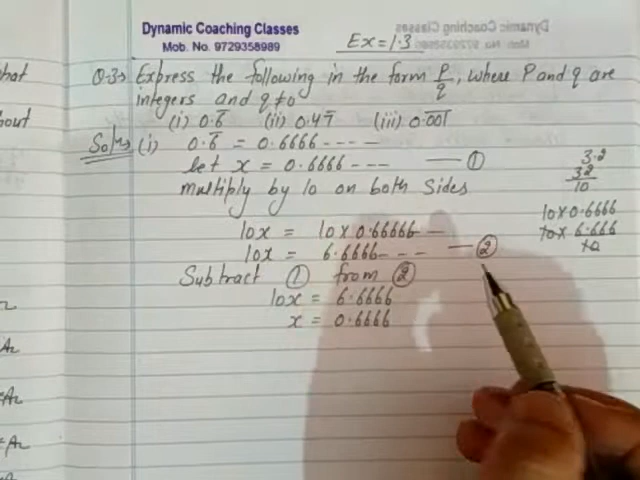 Dynamic Coaching Classes
Mob. No. 9729358989
Ex = 1.3
Q.3⇒ Express the following in the form P/q, where P and q are
integers and q ≠ 0
(i) 0.6̅ (ii) 0.47̅ (iii) 0.0̅0̅1̅
Solⁿ (i) 0.6̅ = 0.6666 - - - -
let x = 0.6666 - - - — ①
multiply by 10 on both sides
10x = 10 × 0.66666 - -
10x = 6.6666 - - - — ②
Subtract ① from ②
10x = 6.6666
x = 0.6666
3.2
32
10
10 × 0.6666
10 × 6.666
10